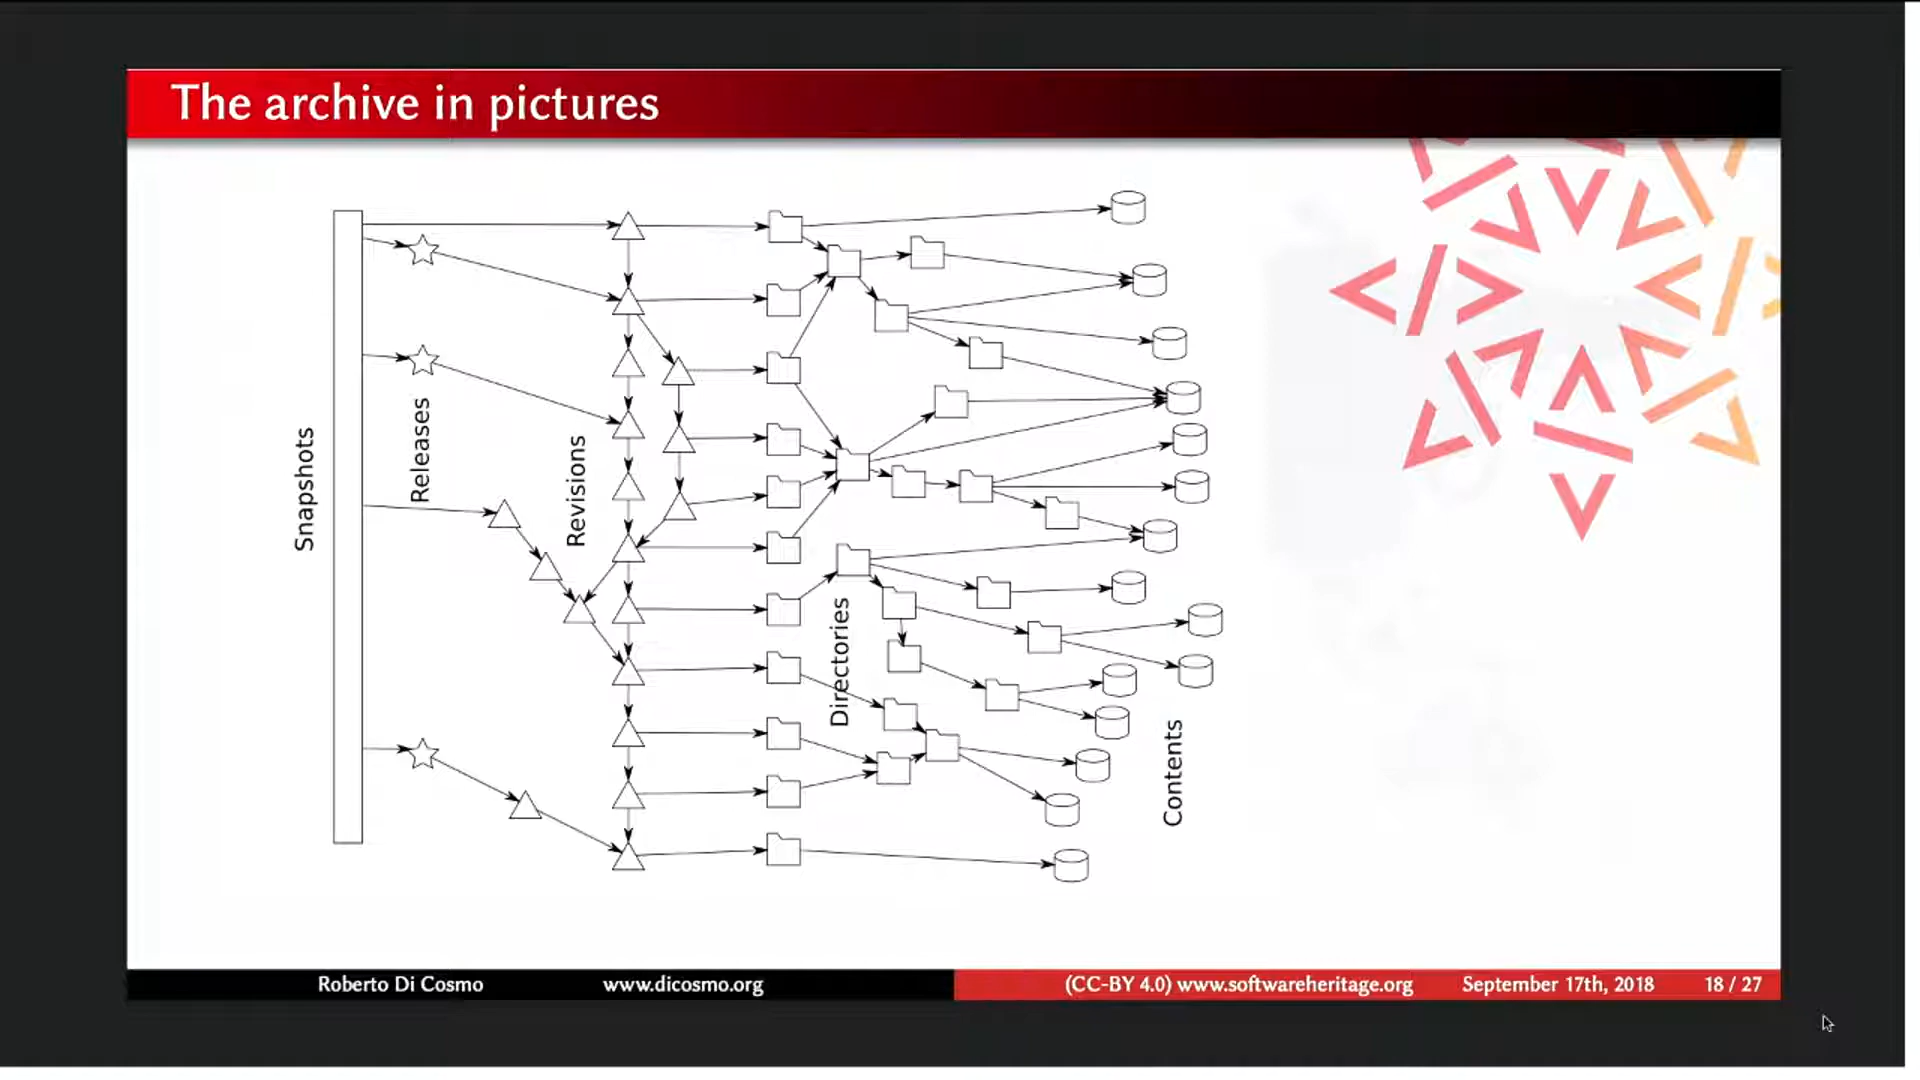 The archive in pictures
Snapshots
Releases
Revisions
Directories
Contents
Roberto Di Cosmo www.dicosmo.org (CC-BY 4.0) www.softwareheritage.org September 17th, 2018 18 / 27